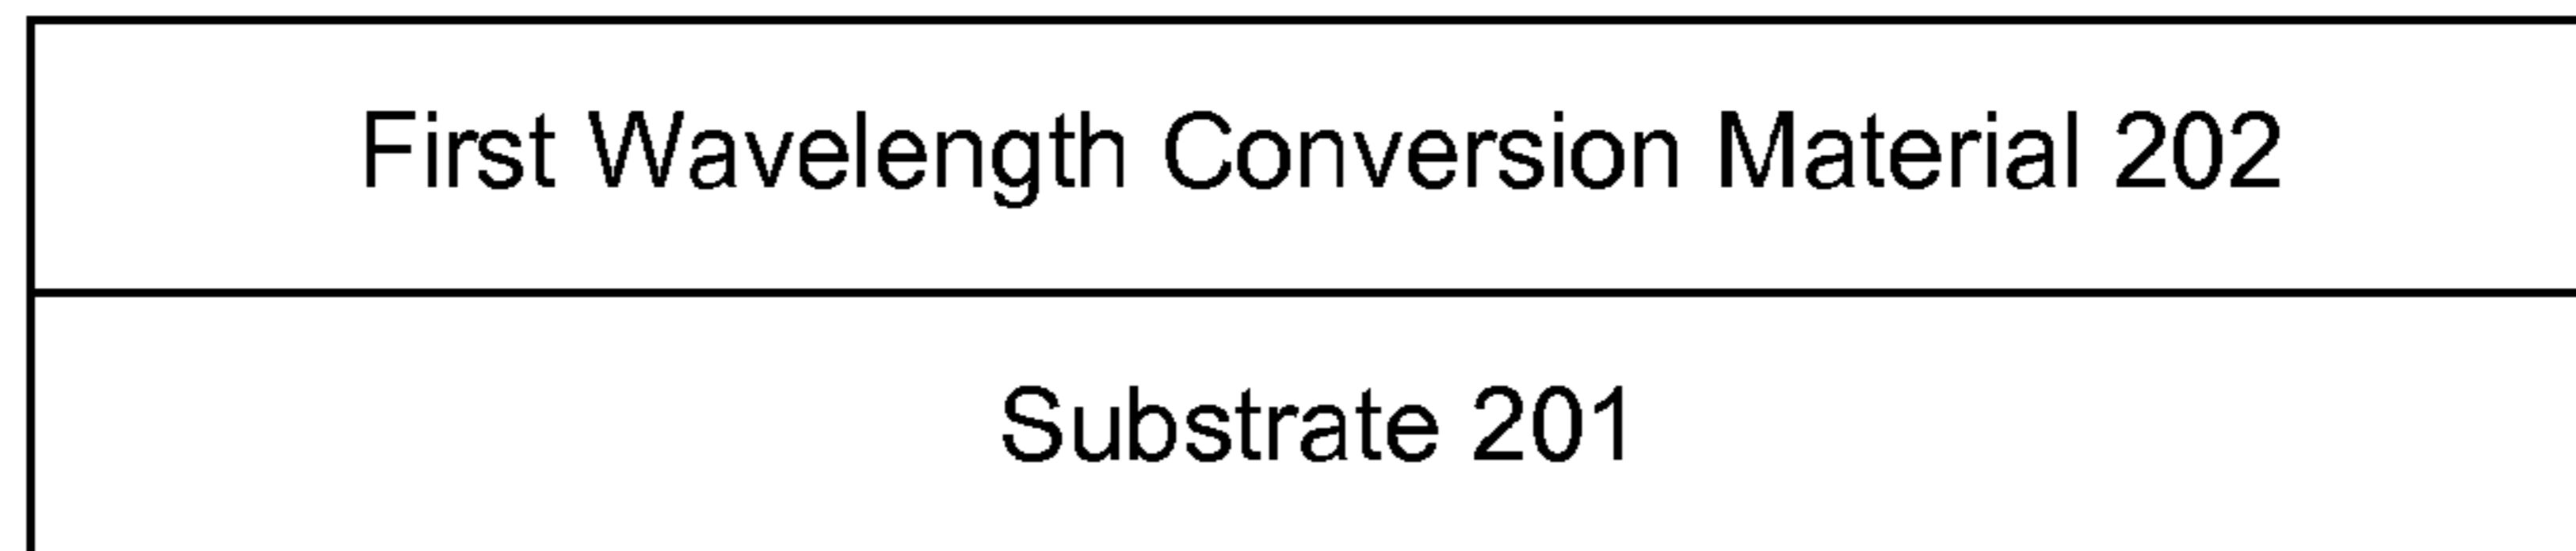 First Wavelength Conversion Material 202
Substrate 201